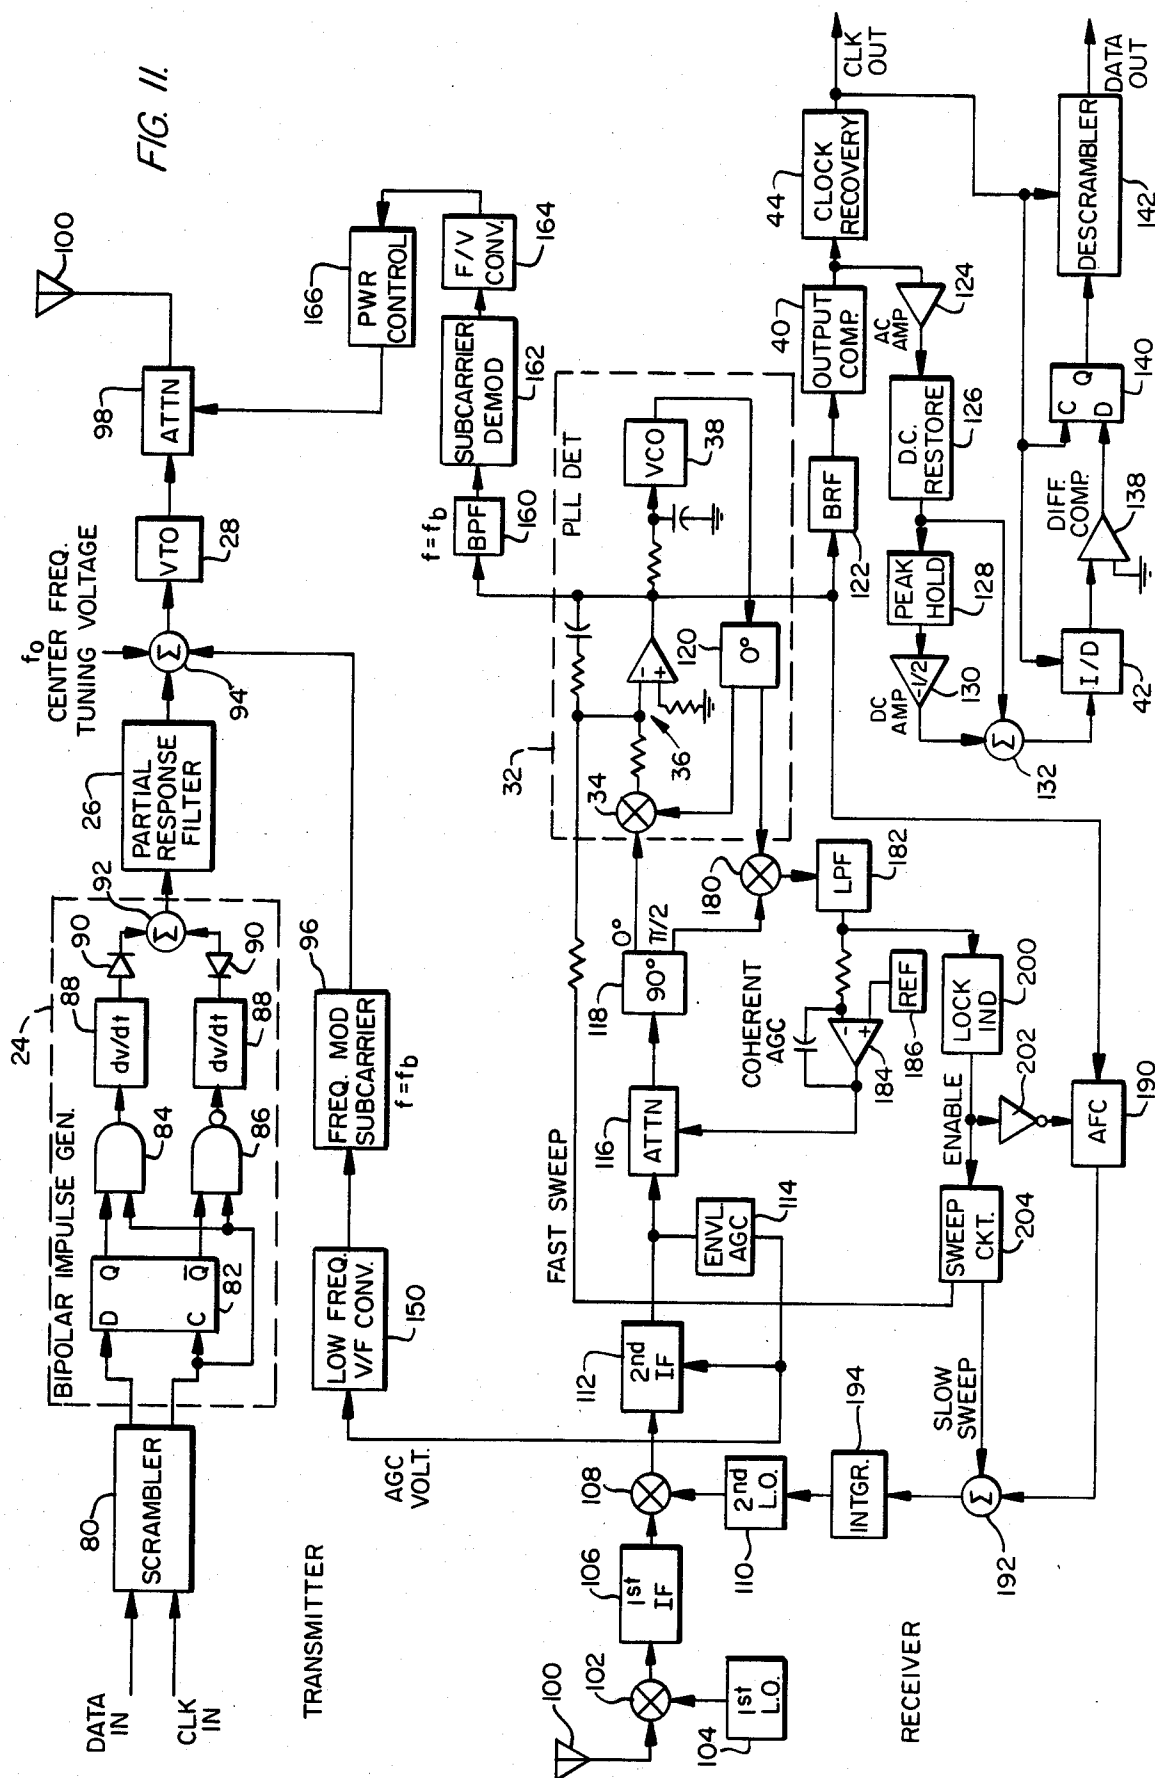 FIG. 11.
TRANSMITTER
DATA
IN
CLK
IN
80
SCRAMBLER
24
BIPOLAR IMPULSE GEN.
D
Q
C
Q̅
82
84
86
88
dv/dt
88
dv/dt
90
90
92
Σ
26
PARTIAL
RESPONSE
FILTER
f₀
CENTER FREQ.
TUNING VOLTAGE
Σ
94
VTO
28
98
ATTN
100
AGC
VOLT.
LOW FREQ.
V/F CONV.
150
96
FREQ. MOD
SUBCARRIER
f=fb
166
PWR
CONTROL
F/V
CONV.
164
SUBCARRIER
DEMOD
162
f=fb
BPF
160
RECEIVER
100
102
104
1st
L.O.
106
1st
IF
108
110
2nd
L.O.
112
2nd
IF
ENVL.
AGC
114
116
ATTN
118
90°
0°
π/2
FAST SWEEP
32
PLL DET
34
-
+
36
VCO
38
120
0°
180
LPF
182
COHERENT
AGC
-
+
184
REF
186
LOCK
IND
200
ENABLE
202
SWEEP
CKT.
204
AFC
190
SLOW
SWEEP
Σ
192
INTGR.
194
BRF
122
40
OUTPUT
COMP.
44
CLOCK
RECOVERY
CLK
OUT
AC
AMP
124
D.C.
RESTORE
126
PEAK
HOLD
128
DC
AMP
-1/2
130
Σ
132
I/D
42
DIFF.
COMP.
138
C
Q
D
140
DESCRAMBLER
142
DATA
OUT